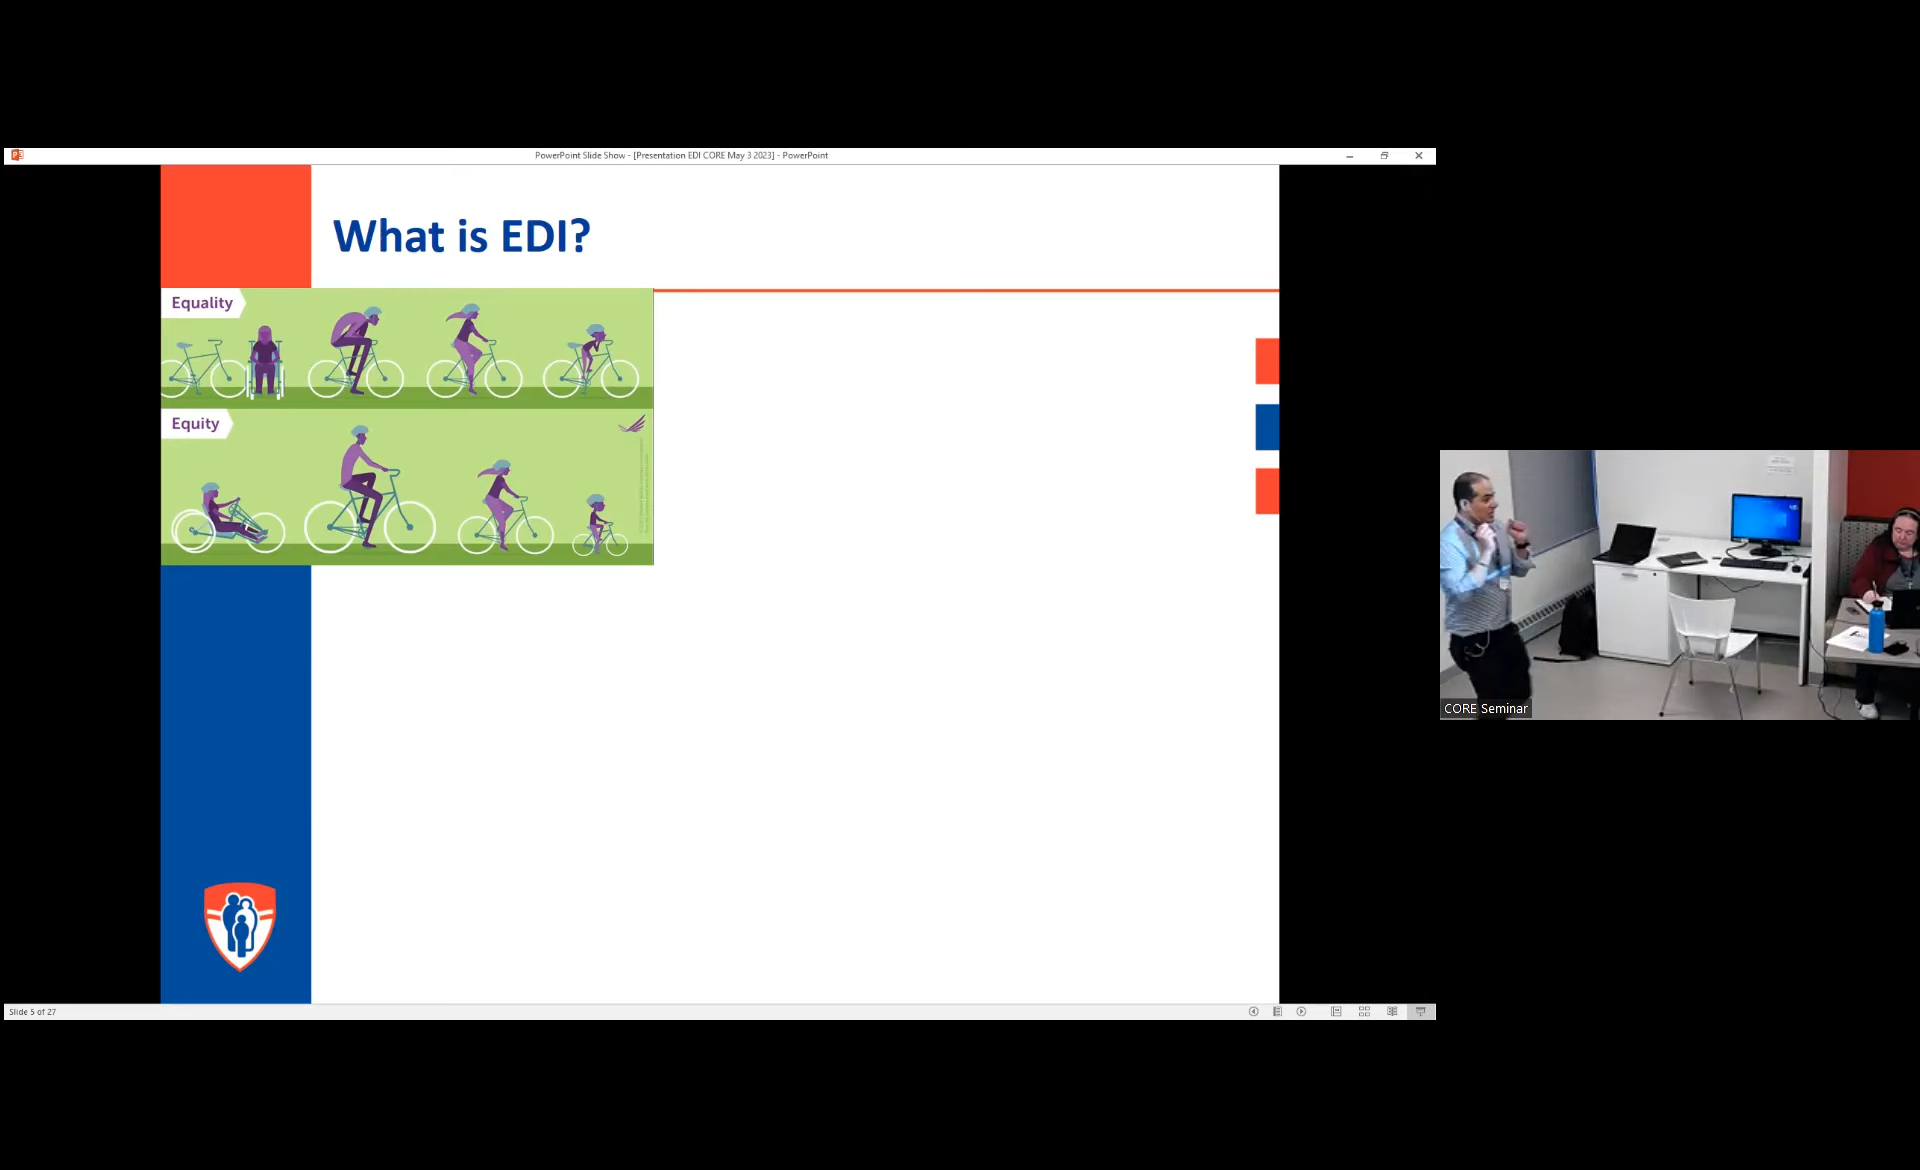 PowerPoint Slide Show - [Presentation EDI CORE May 3 2023] - PowerPoint
What is EDI?
Equality
Equity
CORE Seminar
Slide 5 of 27